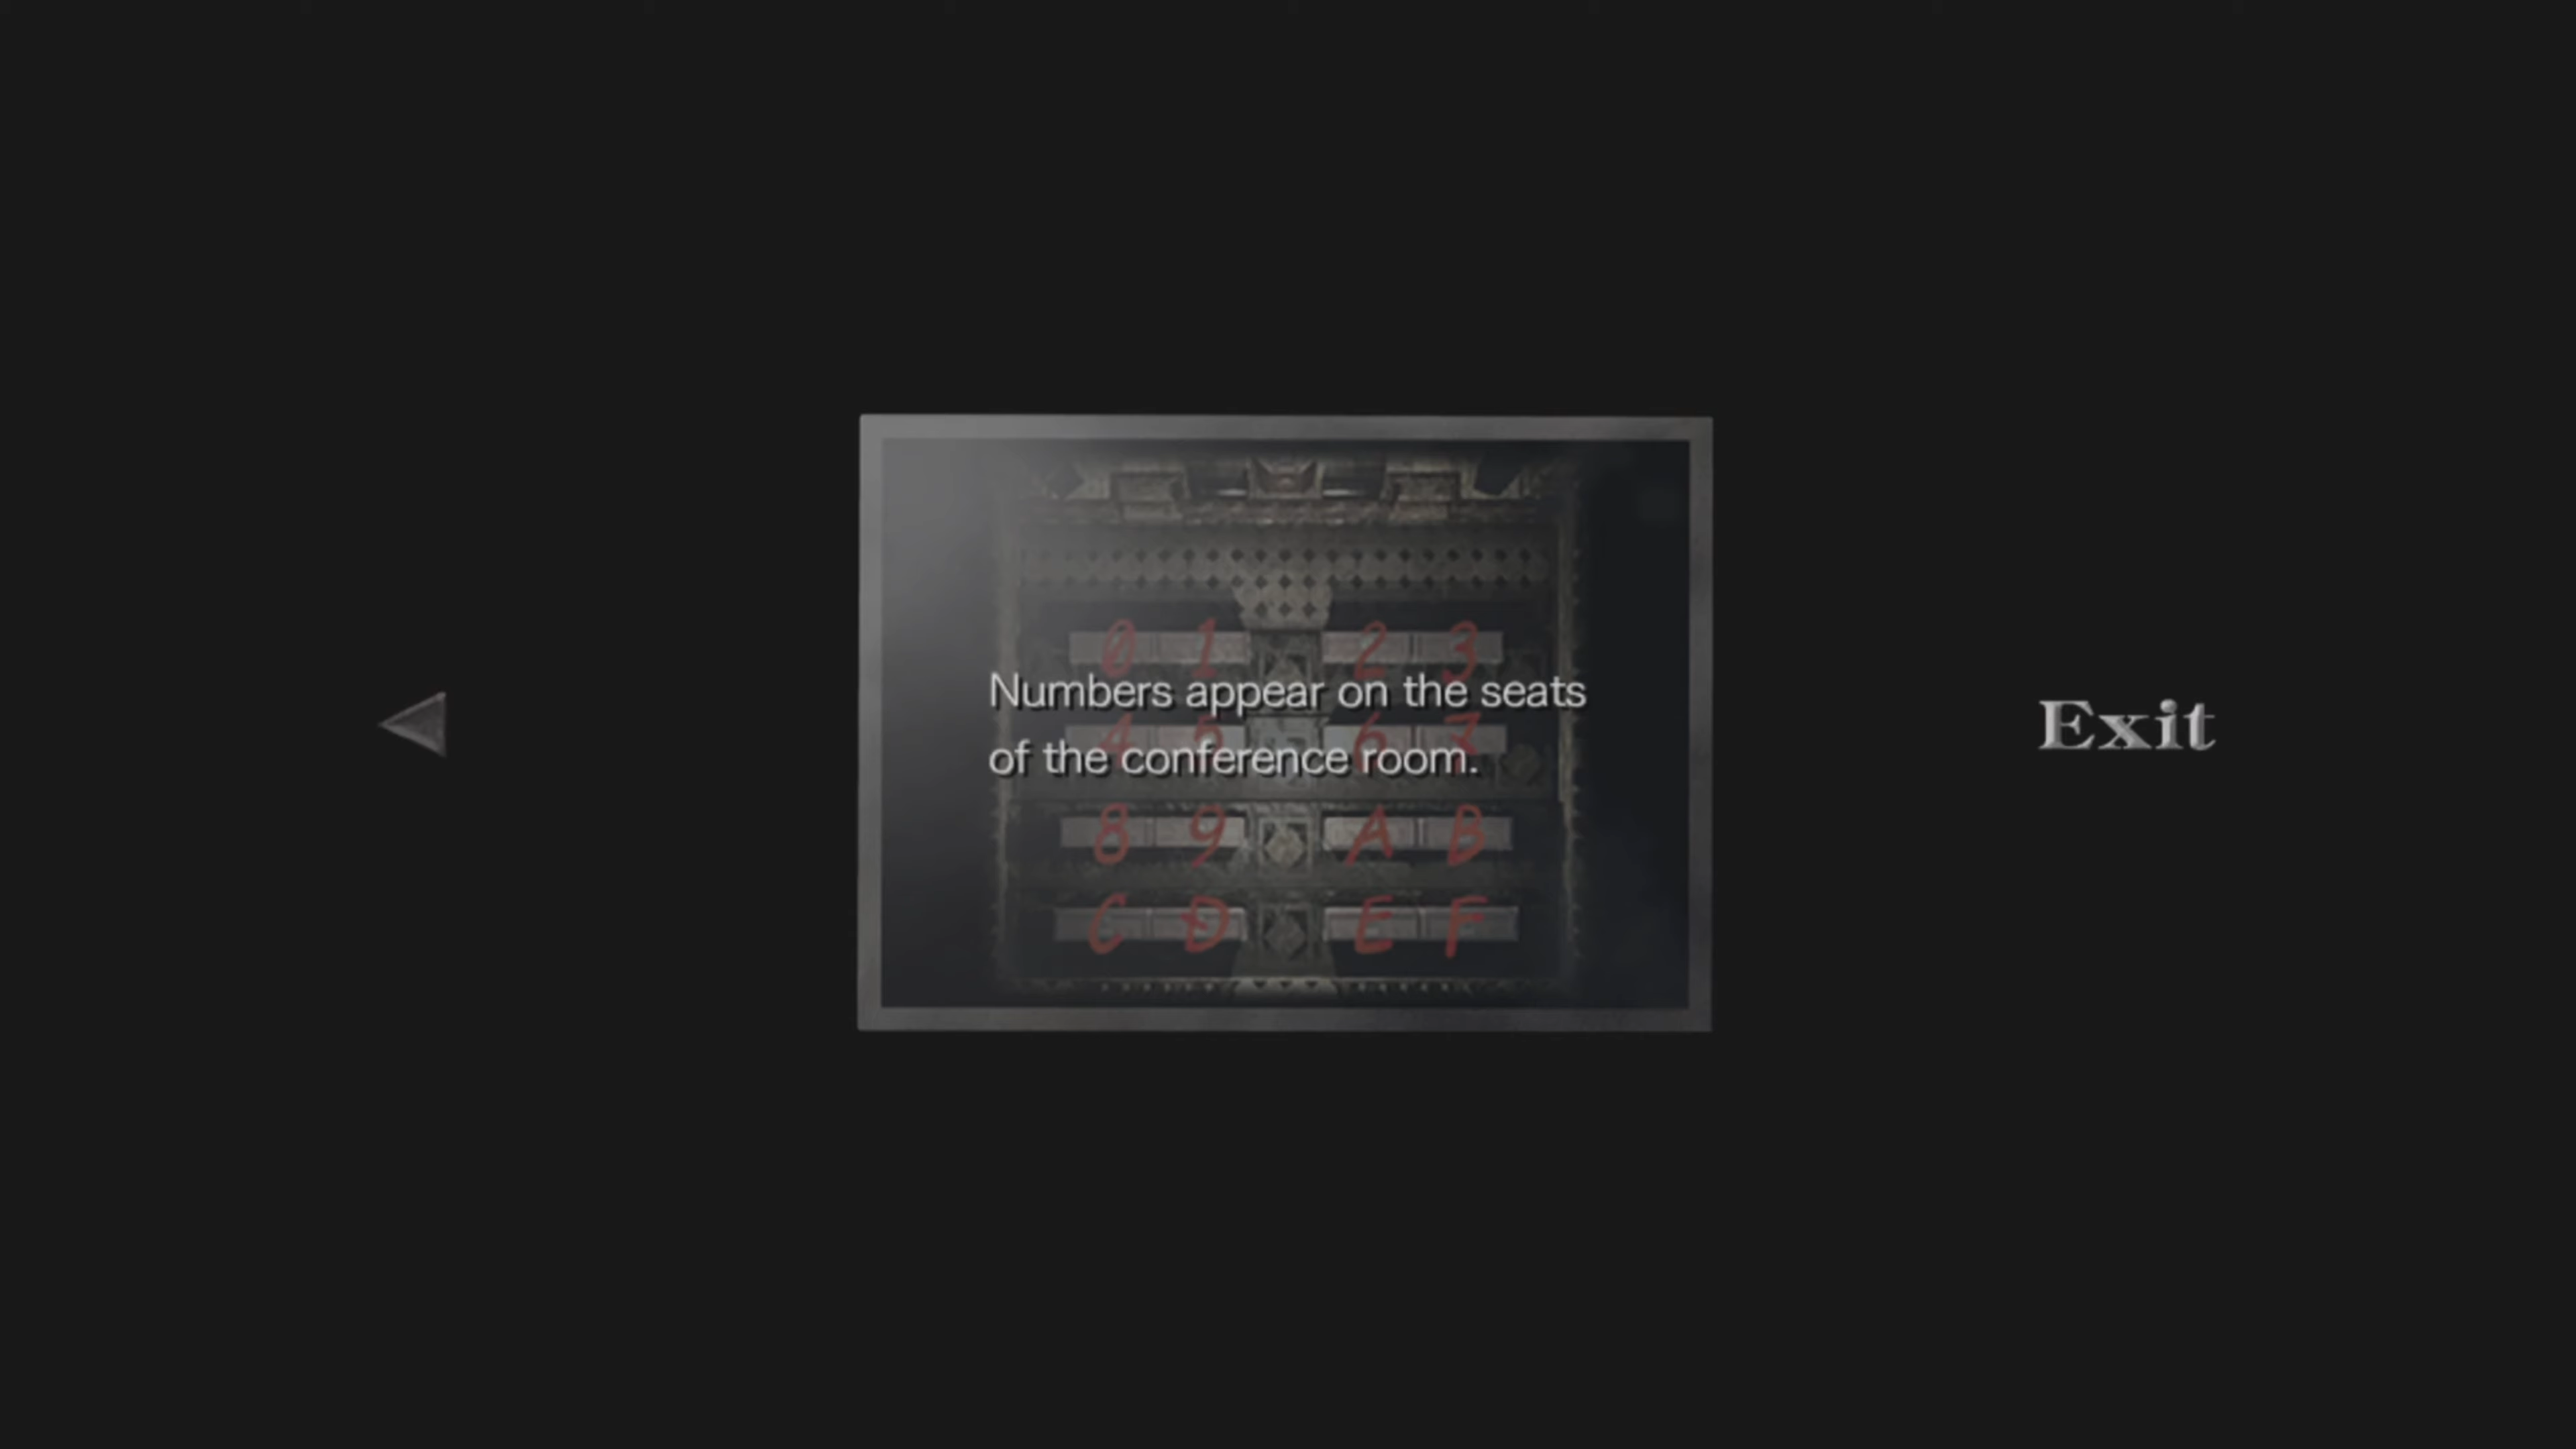 0 1 2 3
Numbers appear on the seats
4 5 6 7
of the conference room.
8 9 A B
C D E F
Exit